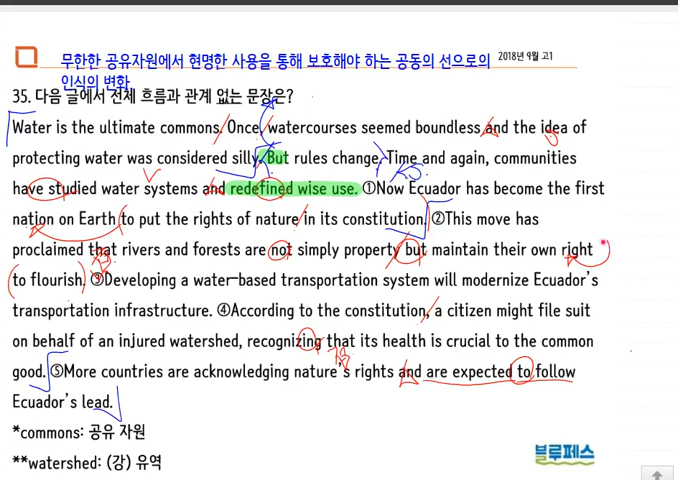 무한한 공유자원에서 현명한 사용을 통해 보호해야 하는 공동의 선으로의 2018년 9월 고1
인식의 변화
35. 다음 글에서 전체 흐름과 관계 없는 문장은?
Water is the ultimate commons. Once, watercourses seemed boundless and the idea of
protecting water was considered silly. But rules change. Time and again, communities
have studied water systems and redefined wise use. ①Now Ecuador has become the first
nation on Earth to put the rights of nature in its constitution. ②This move has
proclaimed that rivers and forests are not simply property but maintain their own right
to flourish. ③Developing a water-based transportation system will modernize Ecuador's
transportation infrastructure. ④According to the constitution, a citizen might file suit
on behalf of an injured watershed, recognizing that its health is crucial to the common
good. ⑤More countries are acknowledging nature's rights and are expected to follow
Ecuador's lead.
*commons: 공유 자원
**watershed: (강) 유역
블루페스